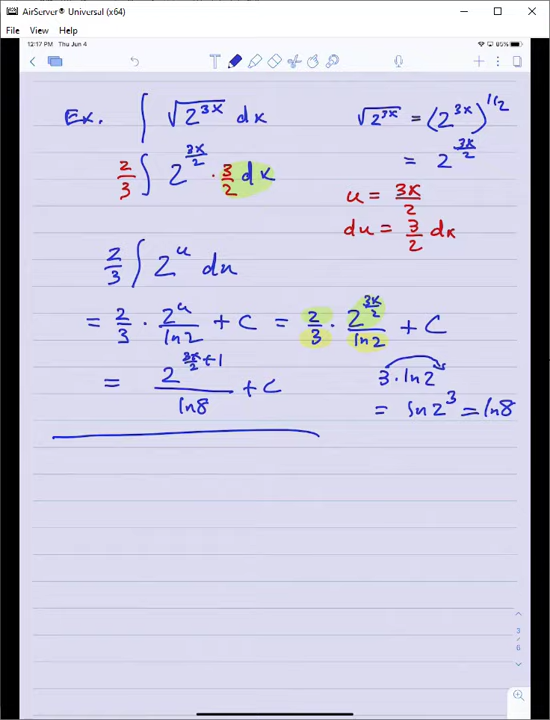 AirServer® Universal (x64)
File View Help
12:17 PM Thu Jun 4 85%
T
Ex. ∫ √2^{3x} dx √2^{3x} = (2^{3x})^{1/2}
2/3 ∫ 2^{3x/2} · 3/2 dx = 2^{3x/2}
u = 3x/2
du = 3/2 dx
2/3 ∫ 2^u du
= 2/3 · 2^u/ln2 + C = 2/3 · 2^{3x/2}/ln2 + C
= 2^{3x/2+1}/ln8 + C 3·ln2
= ln2^3 = ln8
3
6